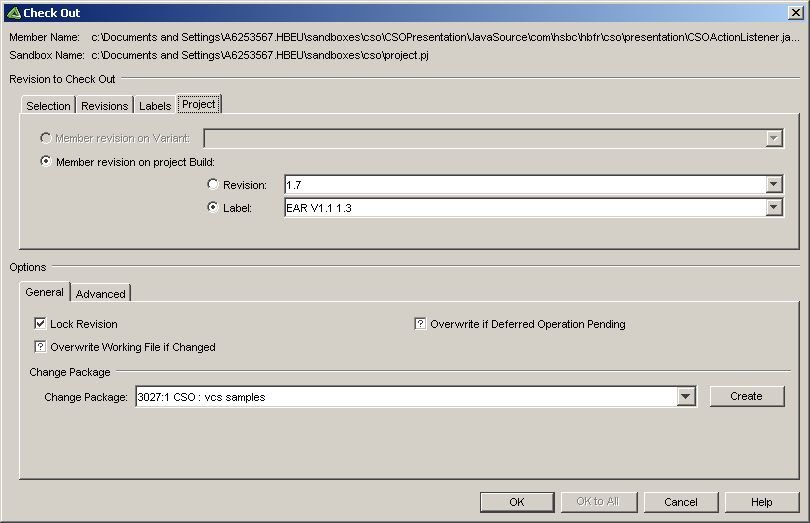 Check Out
Member Name: c:\Documents and Settings\A6253567.HBEU\sandboxes\cso\CSOPresentation\JavaSource\com\hsbc\hbfr\cso\presentation\CSOActionListener.ja...
Sandbox Name: c:\Documents and Settings\A6253567.HBEU\sandboxes\cso\project.pj
Revision to Check Out
Selection Revisions Labels Project
Member revision on Variant:
Member revision on project Build:
Revision: 1.7
Label: EAR V1.1 1.3
Options
General Advanced
Lock Revision ? Overwrite if Deferred Operation Pending
? Overwrite Working File if Changed
Change Package
Change Package: 3027:1 CSO : vcs samples Create
OK OK to All Cancel Help